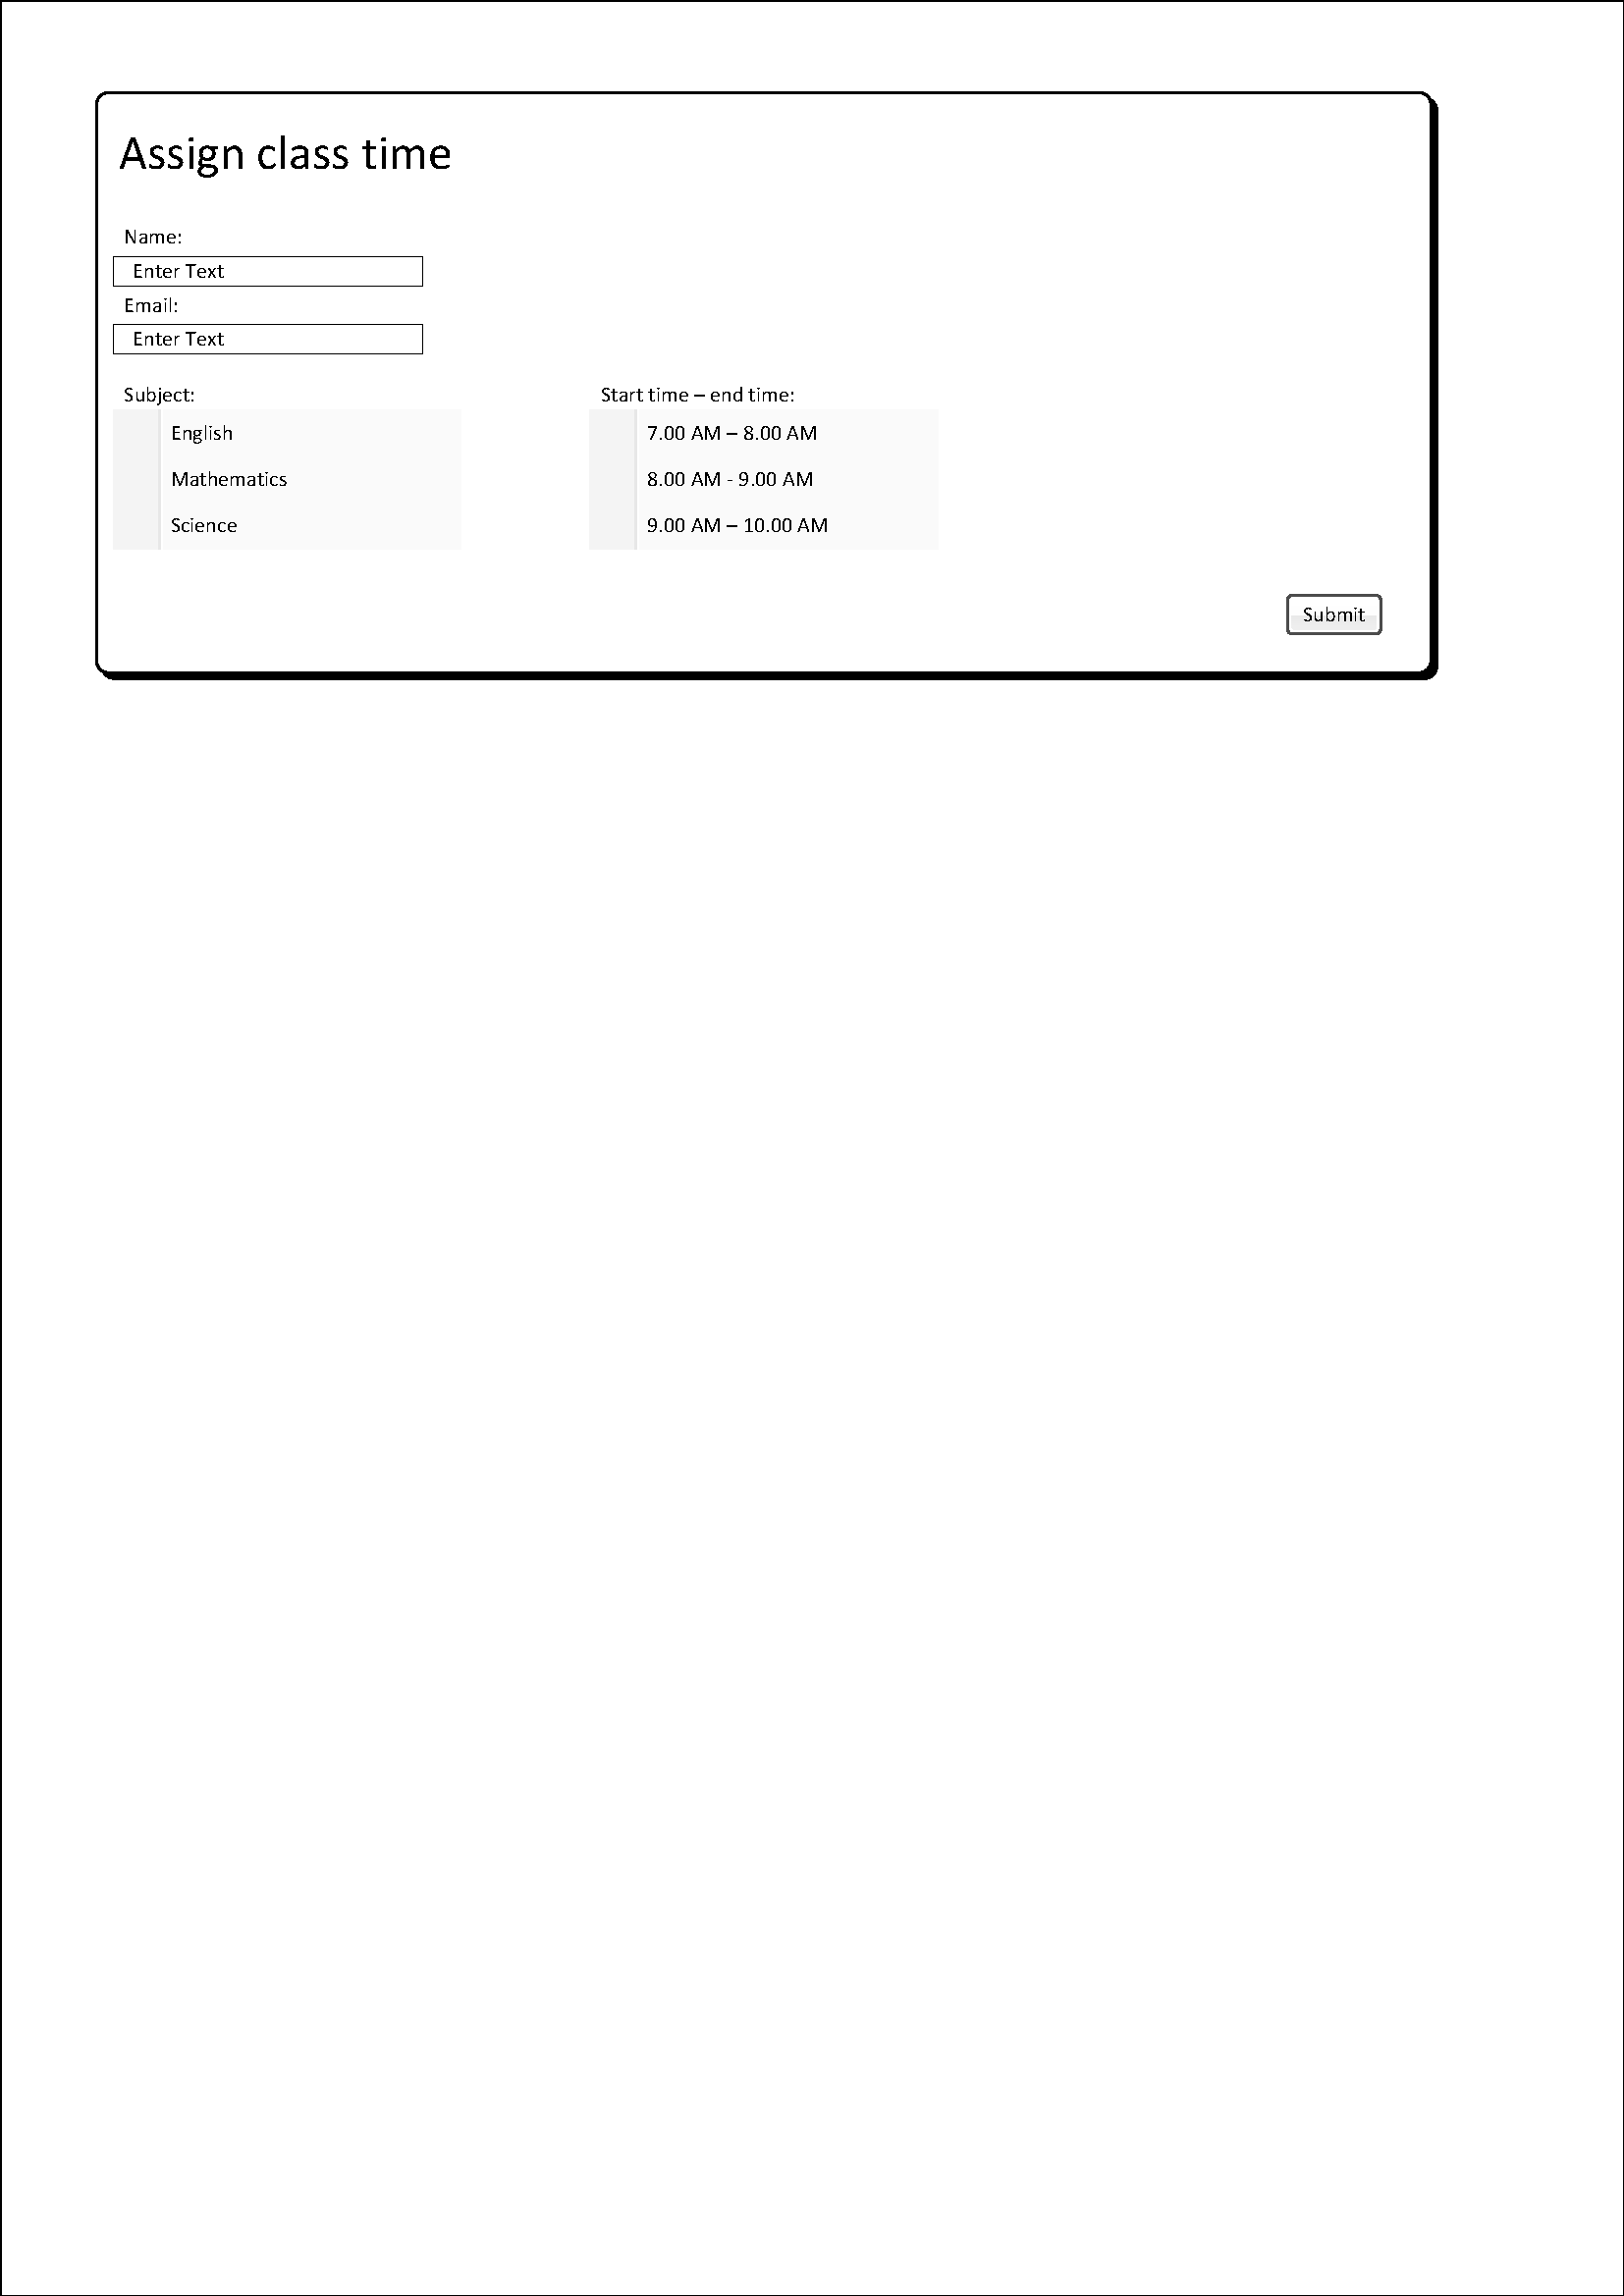 Assign class time
Name:
Enter Text
Email:
Enter Text
Subject:
English
Mathematics
Science
Start time – end time:
7.00 AM – 8.00 AM
8.00 AM - 9.00 AM
9.00 AM – 10.00 AM
Submit